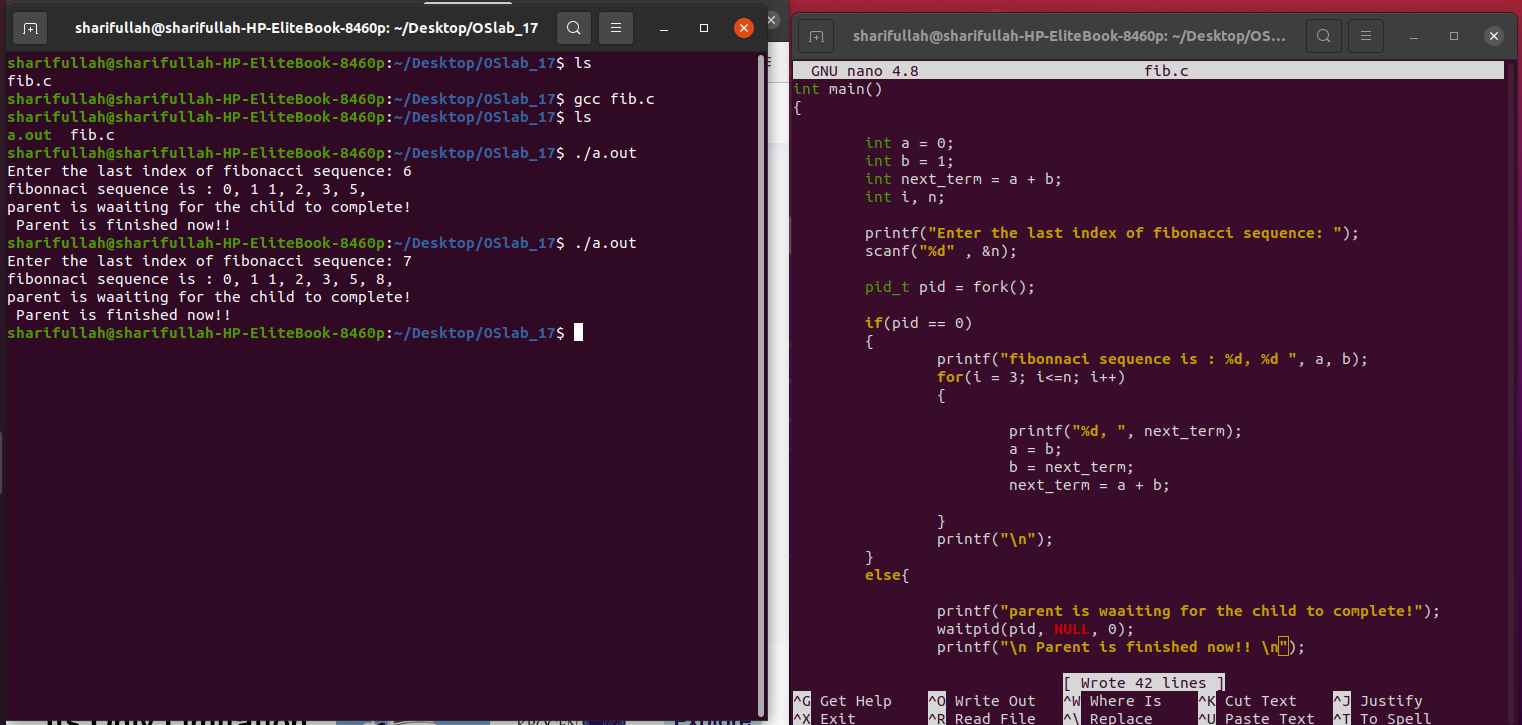 sharifullah@sharifullah-HP-EliteBook-8460p: ~/Desktop/OSlab_17
sharifullah@sharifullah-HP-EliteBook-8460p:~/Desktop/OSlab_17$ ls
fib.c
sharifullah@sharifullah-HP-EliteBook-8460p:~/Desktop/OSlab_17$ gcc fib.c
sharifullah@sharifullah-HP-EliteBook-8460p:~/Desktop/OSlab_17$ ls
a.out  fib.c
sharifullah@sharifullah-HP-EliteBook-8460p:~/Desktop/OSlab_17$ ./a.out
Enter the last index of fibonacci sequence: 6
fibonnaci sequence is : 0, 1 1, 2, 3, 5,
parent is waaiting for the child to complete!
 Parent is finished now!!
sharifullah@sharifullah-HP-EliteBook-8460p:~/Desktop/OSlab_17$ ./a.out
Enter the last index of fibonacci sequence: 7
fibonnaci sequence is : 0, 1 1, 2, 3, 5, 8,
parent is waaiting for the child to complete!
 Parent is finished now!!
sharifullah@sharifullah-HP-EliteBook-8460p:~/Desktop/OSlab_17$
sharifullah@sharifullah-HP-EliteBook-8460p: ~/Desktop/OS...
GNU nano 4.8 fib.c
int main()
{
int a = 0;
int b = 1;
int next_term = a + b;
int i, n;
printf("Enter the last index of fibonacci sequence: ");
scanf("%d" , &n);
pid_t pid = fork();
if(pid == 0)
{
printf("fibonnaci sequence is : %d, %d ", a, b);
for(i = 3; i<=n; i++)
{
printf("%d, ", next_term);
a = b;
b = next_term;
next_term = a + b;
}
printf("\n");
}
else{
printf("parent is waaiting for the child to complete!");
waitpid(pid, NULL, 0);
printf("\n Parent is finished now!! \n");
[ Wrote 42 lines ]
^G Get Help ^O Write Out ^W Where Is ^K Cut Text ^J Justify
^X Exit ^R Read File ^\ Replace ^U Paste Text ^T To Spell